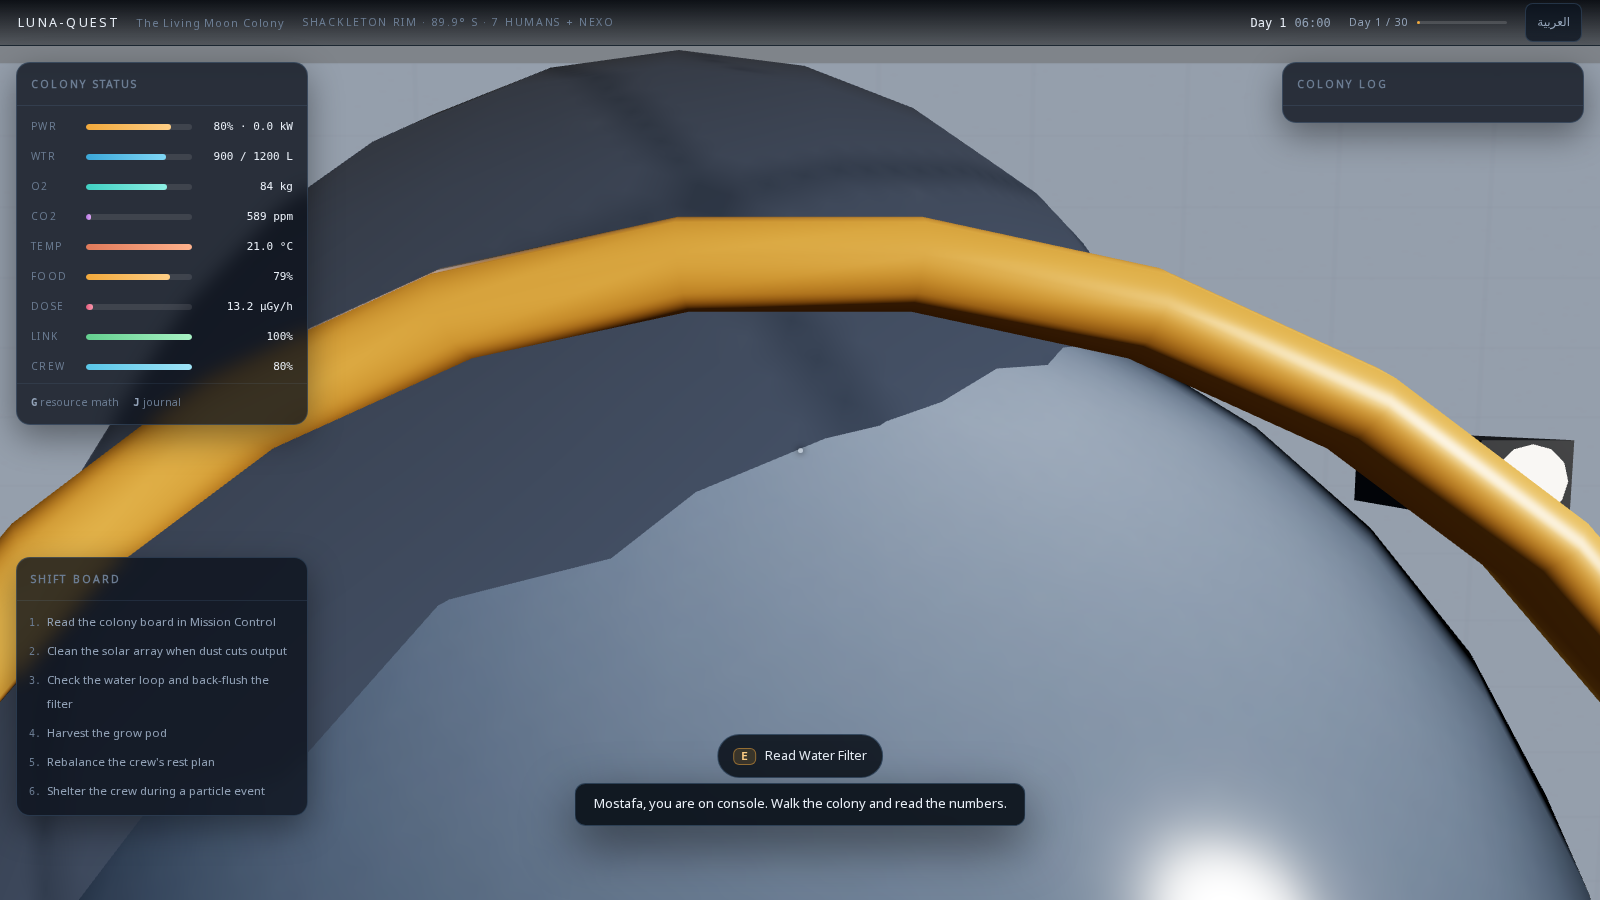 LUNA-QUEST The Living Moon Colony SHACKLETON RIM · 89.9° S · 7 HUMANS + NEXO Day 1 06:00 Day 1 / 30 العربية
COLONY STATUS
PWR 80% · 0.0 kW
WTR 900 / 1200 L
O2 84 kg
CO2 589 ppm
TEMP 21.0 °C
FOOD 79%
DOSE 13.2 µGy/h
LINK 100%
CREW 80%
G resource math J journal
COLONY LOG
SHIFT BOARD
1. Read the colony board in Mission Control
2. Clean the solar array when dust cuts output
3. Check the water loop and back-flush the
filter
4. Harvest the grow pod
5. Rebalance the crew's rest plan
6. Shelter the crew during a particle event
E Read Water Filter
Mostafa, you are on console. Walk the colony and read the numbers.